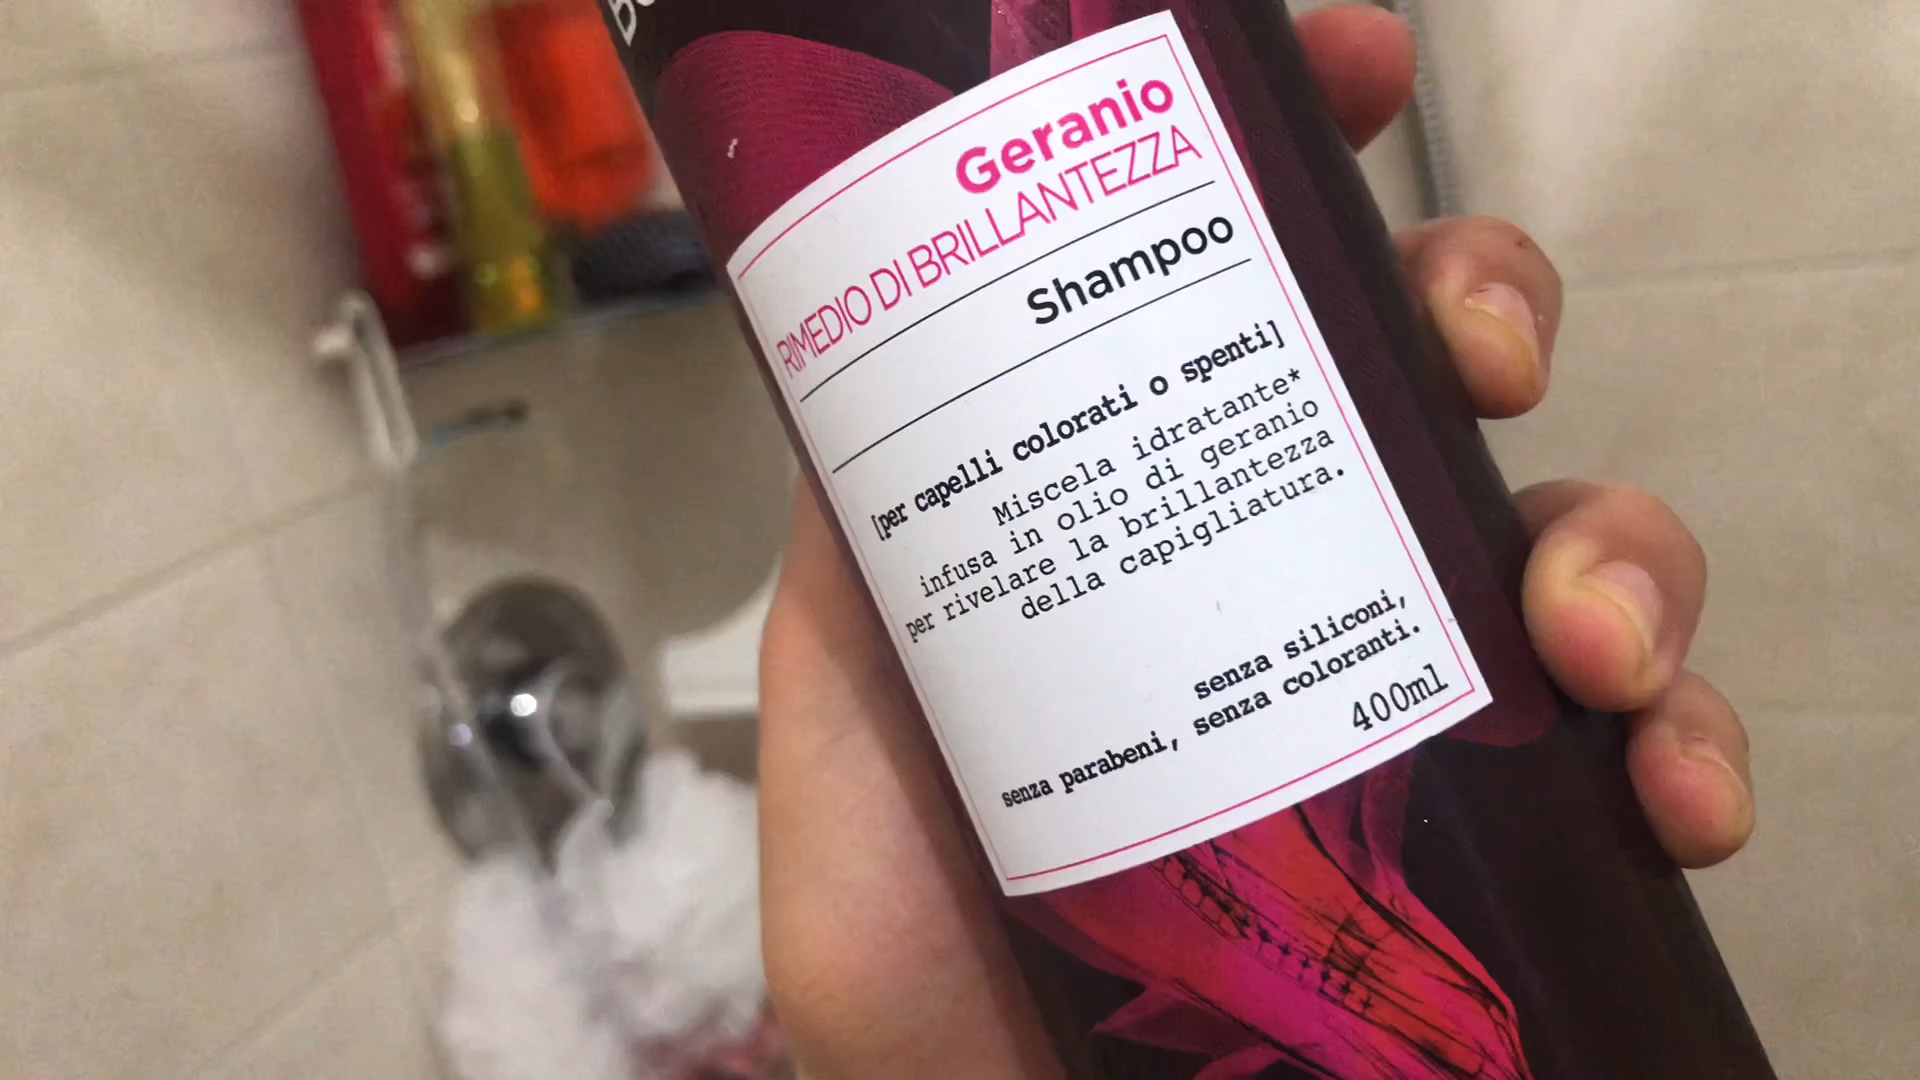 Geranio
RIMEDIO DI BRILLANTEZZA
Shampoo
[per capelli colorati o spenti]
Miscela idratante*
infusa in olio di geranio
per rivelare la brillantezza
della capigliatura.
senza siliconi,
senza parabeni, senza coloranti.
400ml